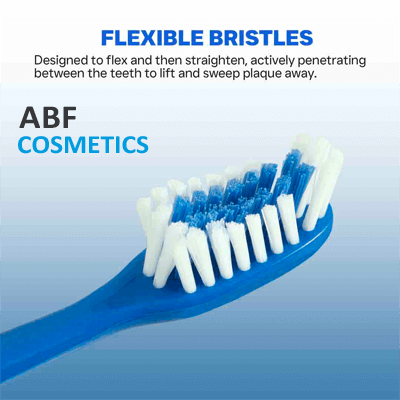 FLEXIBLE BRISTLES
Designed to flex and then straighten, actively penetrating
between the teeth to lift and sweep plaque away.
ABF
COSMETICS